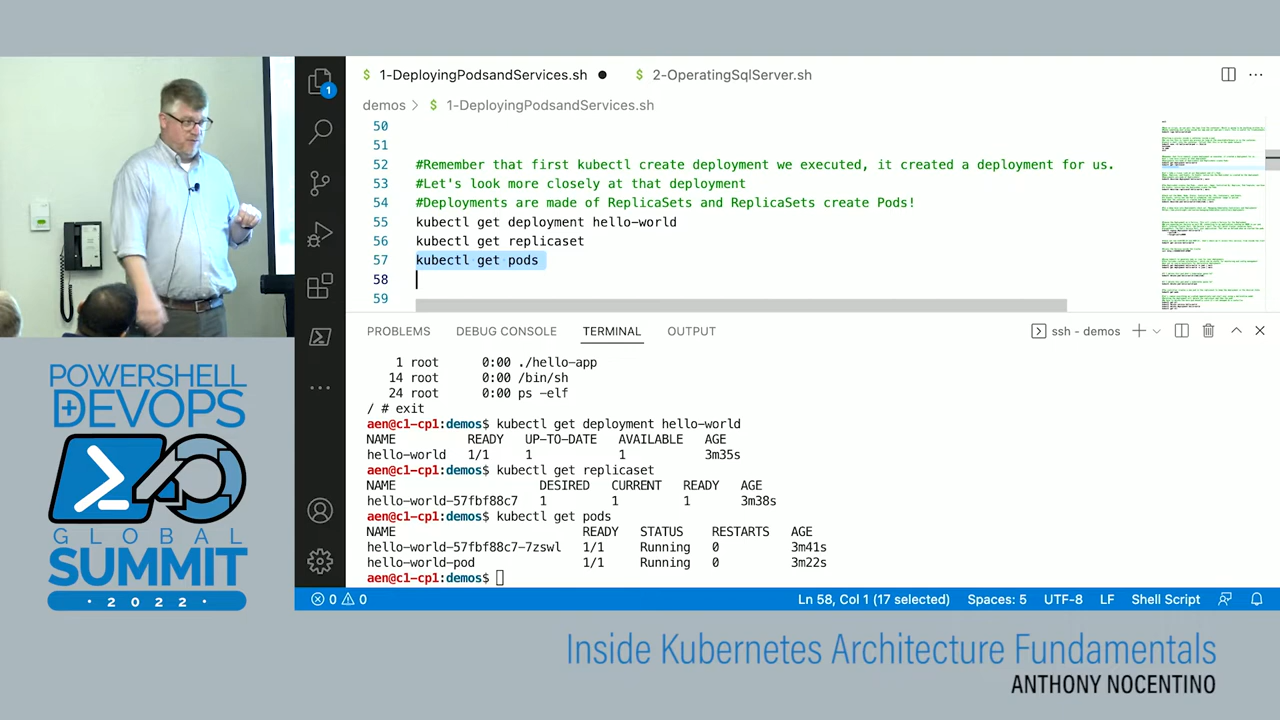 $ 1-DeployingPodsandServices.sh ● $ 2-OperatingSqlServer.sh
demos > $ 1-DeployingPodsandServices.sh
50
51
52 #Remember that first kubectl create deployment we executed, it created a deployment for us.
53 #Let's look more closely at that deployment
54 #Deployments are made of ReplicaSets and ReplicaSets create Pods!
55 kubectl get deployment hello-world
56 kubectl get replicaset
57 kubectl get pods
58
59
1
PROBLEMS DEBUG CONSOLE TERMINAL OUTPUT
ssh - demos
1 root 0:00 ./hello-app
14 root 0:00 /bin/sh
24 root 0:00 ps -elf
/ # exit
aen@c1-cp1:demos$ kubectl get deployment hello-world
NAME READY UP-TO-DATE AVAILABLE AGE
hello-world 1/1 1 1 3m35s
aen@c1-cp1:demos$ kubectl get replicaset
NAME DESIRED CURRENT READY AGE
hello-world-57fbf88c7 1 1 1 3m38s
aen@c1-cp1:demos$ kubectl get pods
NAME READY STATUS RESTARTS AGE
hello-world-57fbf88c7-7zswl 1/1 Running 0 3m41s
hello-world-pod 1/1 Running 0 3m22s
aen@c1-cp1:demos$
0 0 Ln 58, Col 1 (17 selected) Spaces: 5 UTF-8 LF Shell Script
POWERSHELL
DEVOPS
GLOBAL
SUMMIT
· 2022 ·
Inside Kubernetes Architecture Fundamentals
ANTHONY NOCENTINO